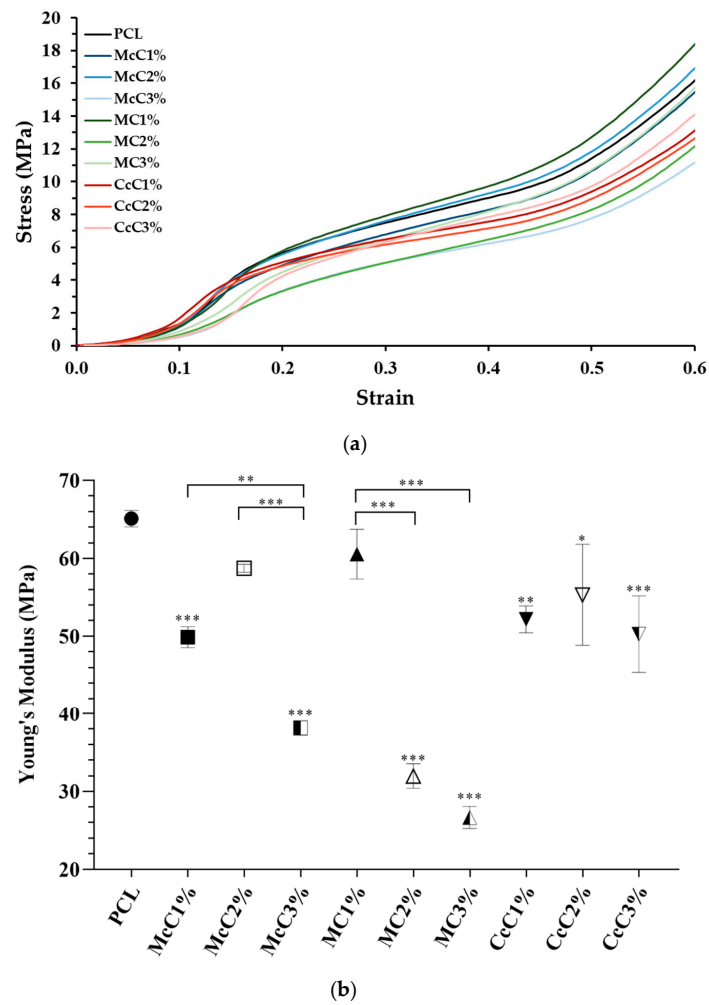 20
18
16
14
12
10
8
6
4
2
0
Stress (MPa)
PCL
McC1%
McC2%
McC3%
MC1%
MC2%
MC3%
CcC1%
CcC2%
CcC3%
0.0 0.1 0.2 0.3 0.4 0.5 0.6
Strain
(a)
70
60
50
40
30
20
Young's Modulus (MPa)
** ***
*** ***
*
*** ** ***
***
*** ***
PCL McC1% McC2% McC3% MC1% MC2% MC3% CcC1% CcC2% CcC3%
(b)